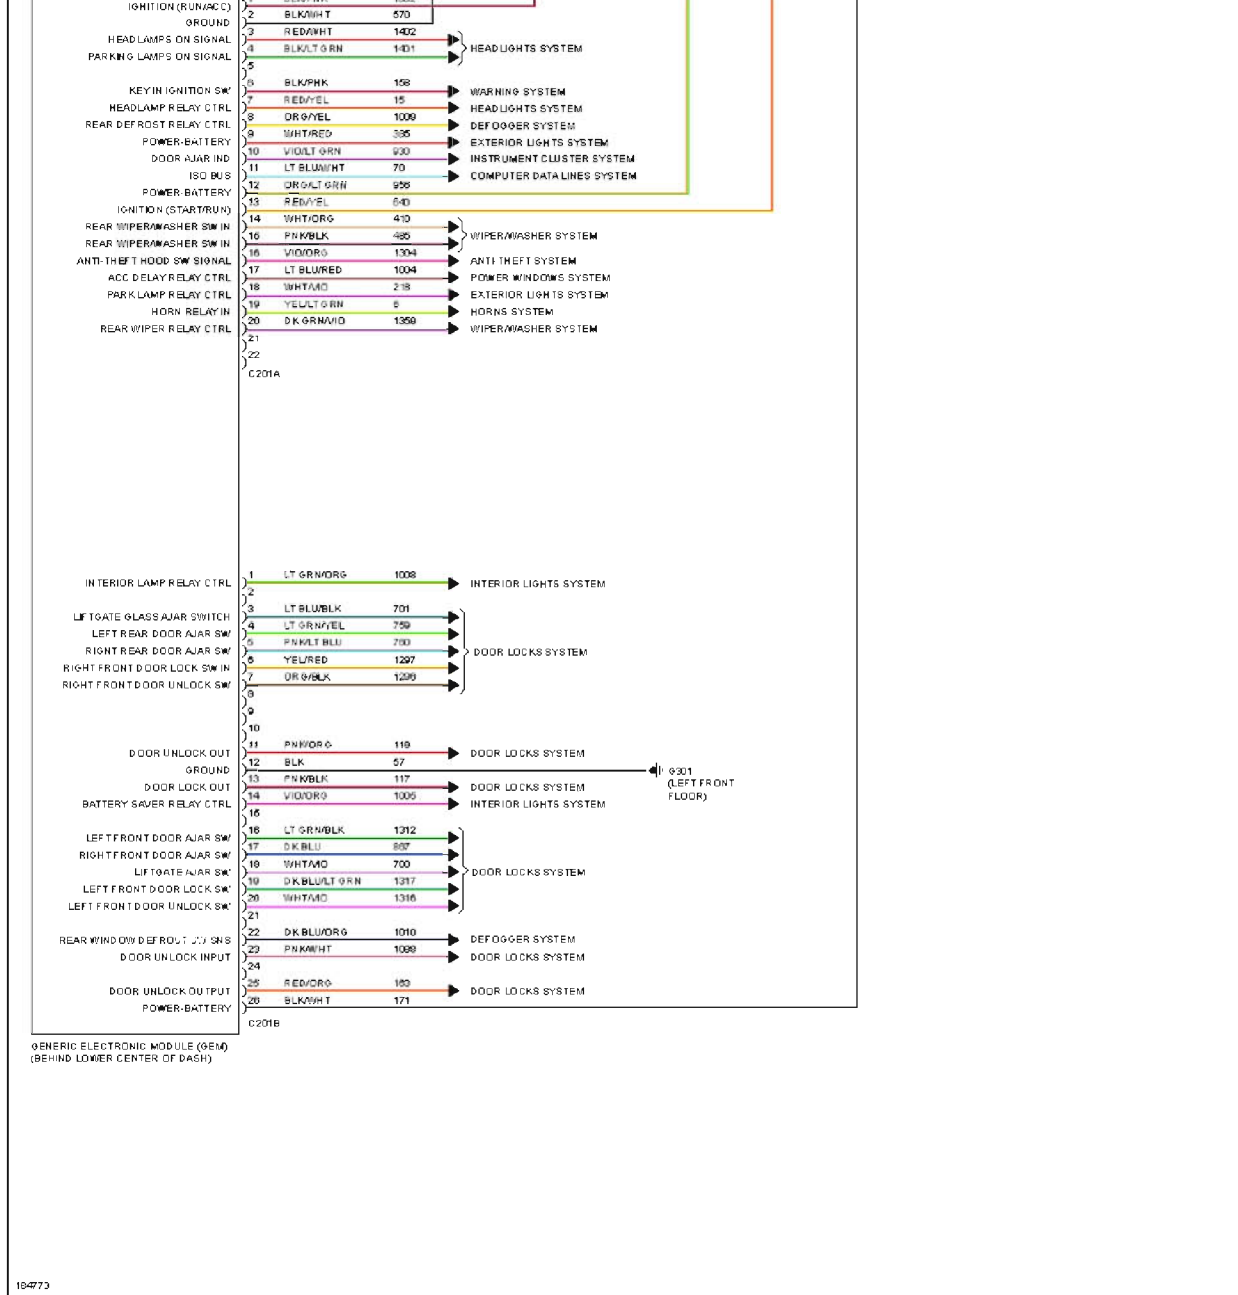 IGNITION (RUN/ACC)
GROUND 2 BLK/WHT 570
HEADLAMPS ON SIGNAL 3 RED/WHT 1402
PARKING LAMPS ON SIGNAL 4 BLK/LT GRN 1401
HEADLIGHTS SYSTEM
5
KEY IN IGNITION SW 6 BLK/PNK 158 WARNING SYSTEM
HEADLAMP RELAY CTRL 7 RED/YEL 15 HEADLIGHTS SYSTEM
REAR DEFROST RELAY CTRL 8 ORG/YEL 1009 DEFOGGER SYSTEM
POWER-BATTERY 9 WHT/RED 385 EXTERIOR LIGHTS SYSTEM
DOOR AJAR IND 10 VIO/LT GRN 930 INSTRUMENT CLUSTER SYSTEM
ISO BUS 11 LT BLU/WHT 70 COMPUTER DATA LINES SYSTEM
POWER-BATTERY 12 ORG/LT GRN 956
IGNITION (START/RUN) 13 RED/YEL 640
REAR WIPER/WASHER SW IN 14 WHT/ORG 410
REAR WIPER/WASHER SW IN 15 PNK/BLK 485
WIPER/WASHER SYSTEM
ANTI-THEFT HOOD SW SIGNAL 16 VIO/ORG 1304 ANTI-THEFT SYSTEM
ACC DELAY RELAY CTRL 17 LT BLU/RED 1004 POWER WINDOWS SYSTEM
PARK LAMP RELAY CTRL 18 WHT/VIO 218 EXTERIOR LIGHTS SYSTEM
HORN RELAY IN 19 YEL/LT GRN 6 HORNS SYSTEM
REAR WIPER RELAY CTRL 20 DK GRN/VIO 1359 WIPER/WASHER SYSTEM
21
22
C201A
INTERIOR LAMP RELAY CTRL 1 LT GRN/ORG 1008 INTERIOR LIGHTS SYSTEM
2
LIFTGATE GLASS AJAR SWITCH 3 LT BLU/BLK 701
LEFT REAR DOOR AJAR SW 4 LT GRN/YEL 759
RIGHT REAR DOOR AJAR SW 5 PNK/LT BLU 760
DOOR LOCKS SYSTEM
RIGHT FRONT DOOR LOCK SW IN 6 YEL/RED 1297
RIGHT FRONT DOOR UNLOCK SW 7 ORG/BLK 1296
8
9
10
DOOR UNLOCK OUT 11 PNK/ORG 119 DOOR LOCKS SYSTEM
GROUND 12 BLK 57 G301
(LEFT FRONT
FLOOR)
DOOR LOCK OUT 13 PNK/BLK 117 DOOR LOCKS SYSTEM
BATTERY SAVER RELAY CTRL 14 VIO/ORG 1005 INTERIOR LIGHTS SYSTEM
15
LEFT FRONT DOOR AJAR SW 16 LT GRN/BLK 1312
RIGHT FRONT DOOR AJAR SW 17 DK BLU 867
LIFTGATE AJAR SW 18 WHT/VIO 700
DOOR LOCKS SYSTEM
LEFT FRONT DOOR LOCK SW 19 DK BLU/LT GRN 1317
LEFT FRONT DOOR UNLOCK SW 20 WHT/VIO 1316
21
REAR WINDOW DEFROST SW SNS 22 DK BLU/ORG 1010 DEFOGGER SYSTEM
DOOR UNLOCK INPUT 23 PNK/WHT 1088 DOOR LOCKS SYSTEM
24
DOOR UNLOCK OUTPUT 25 RED/ORG 163 DOOR LOCKS SYSTEM
POWER-BATTERY 26 BLK/WHT 171
C201B
GENERIC ELECTRONIC MODULE (GEM)
(BEHIND LOWER CENTER OF DASH)
184773